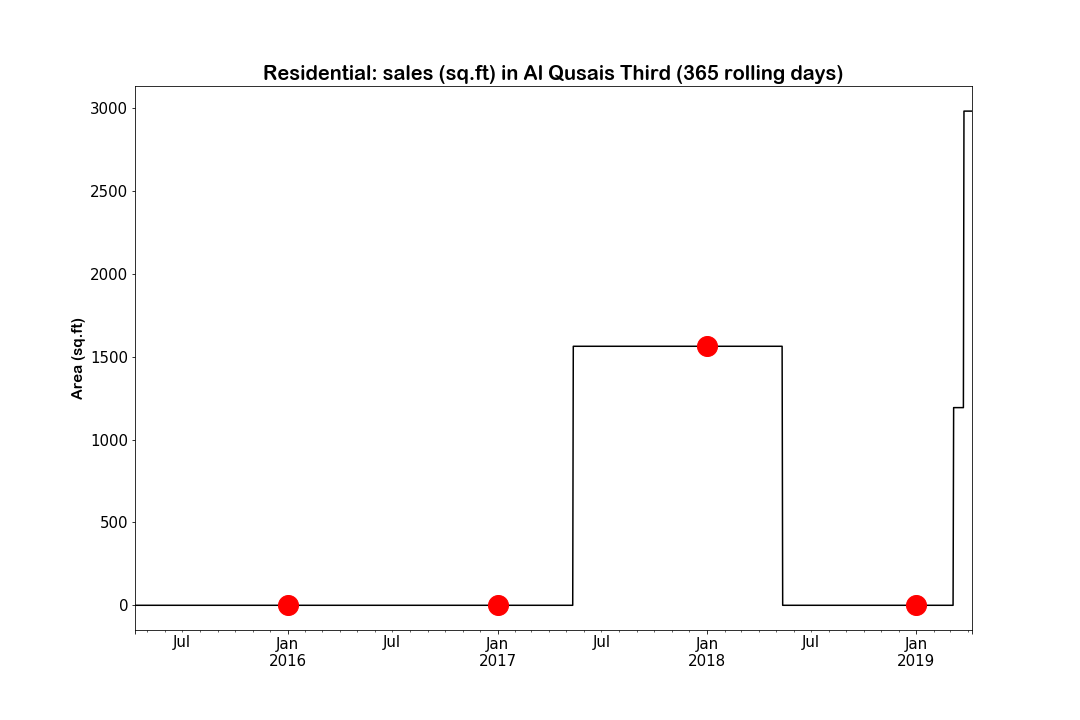 Residential: sales (sq.ft) in Al Qusais Third (365 rolling days)
3000
2500
2000
1500
1000
500
0
Area (sq.ft)
Jul
Jan
2016
Jul
Jan
2017
Jul
Jan
2018
Jul
Jan
2019